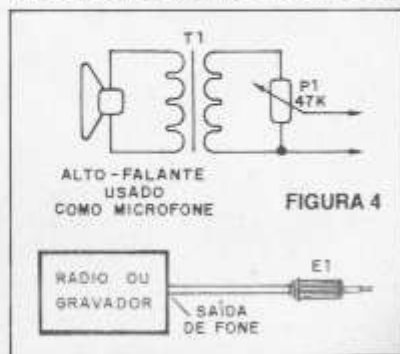 T1
P1
47K
ALTO-FALANTE
USADO
COMO MICROFONE
FIGURA 4
RADIO OU
GRAVADOR
E1
SAÍDA
DE FONE